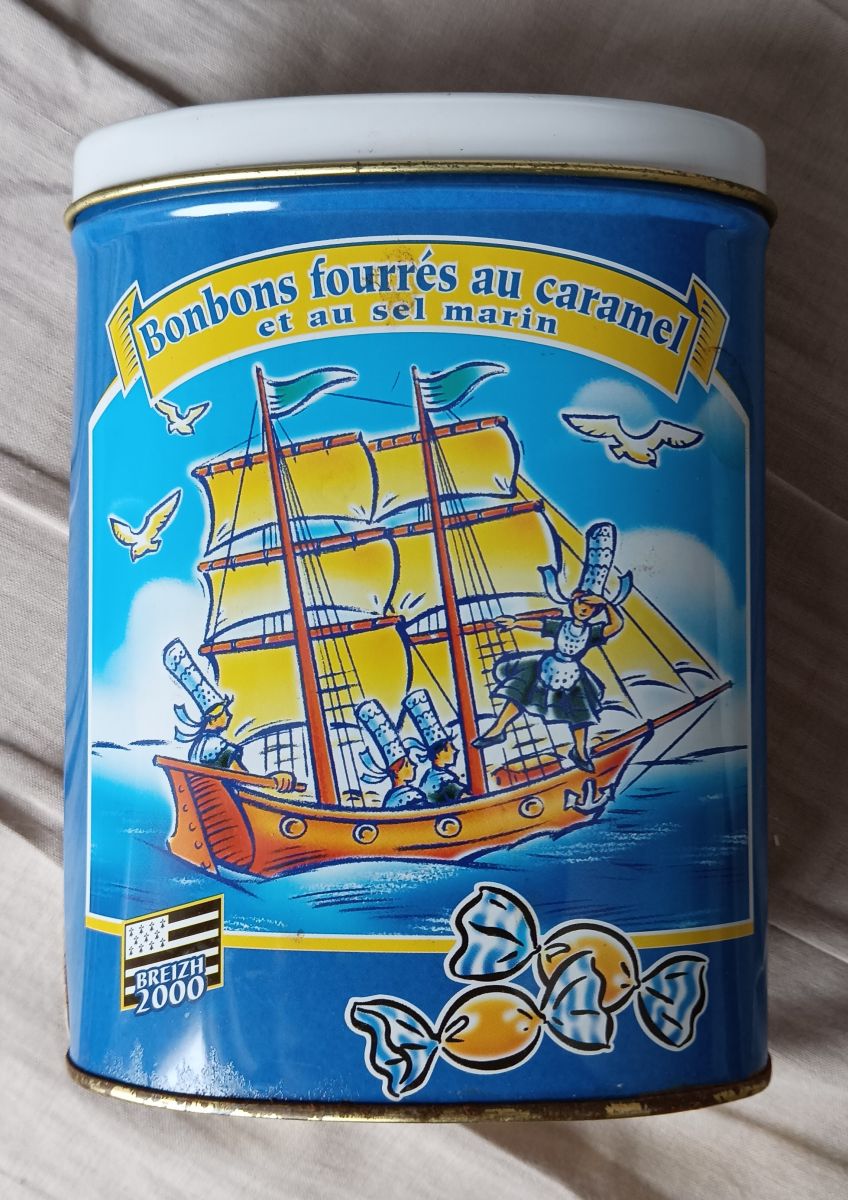 Bonbons fourrés au caramel
et au sel marin
BREIZH
2000